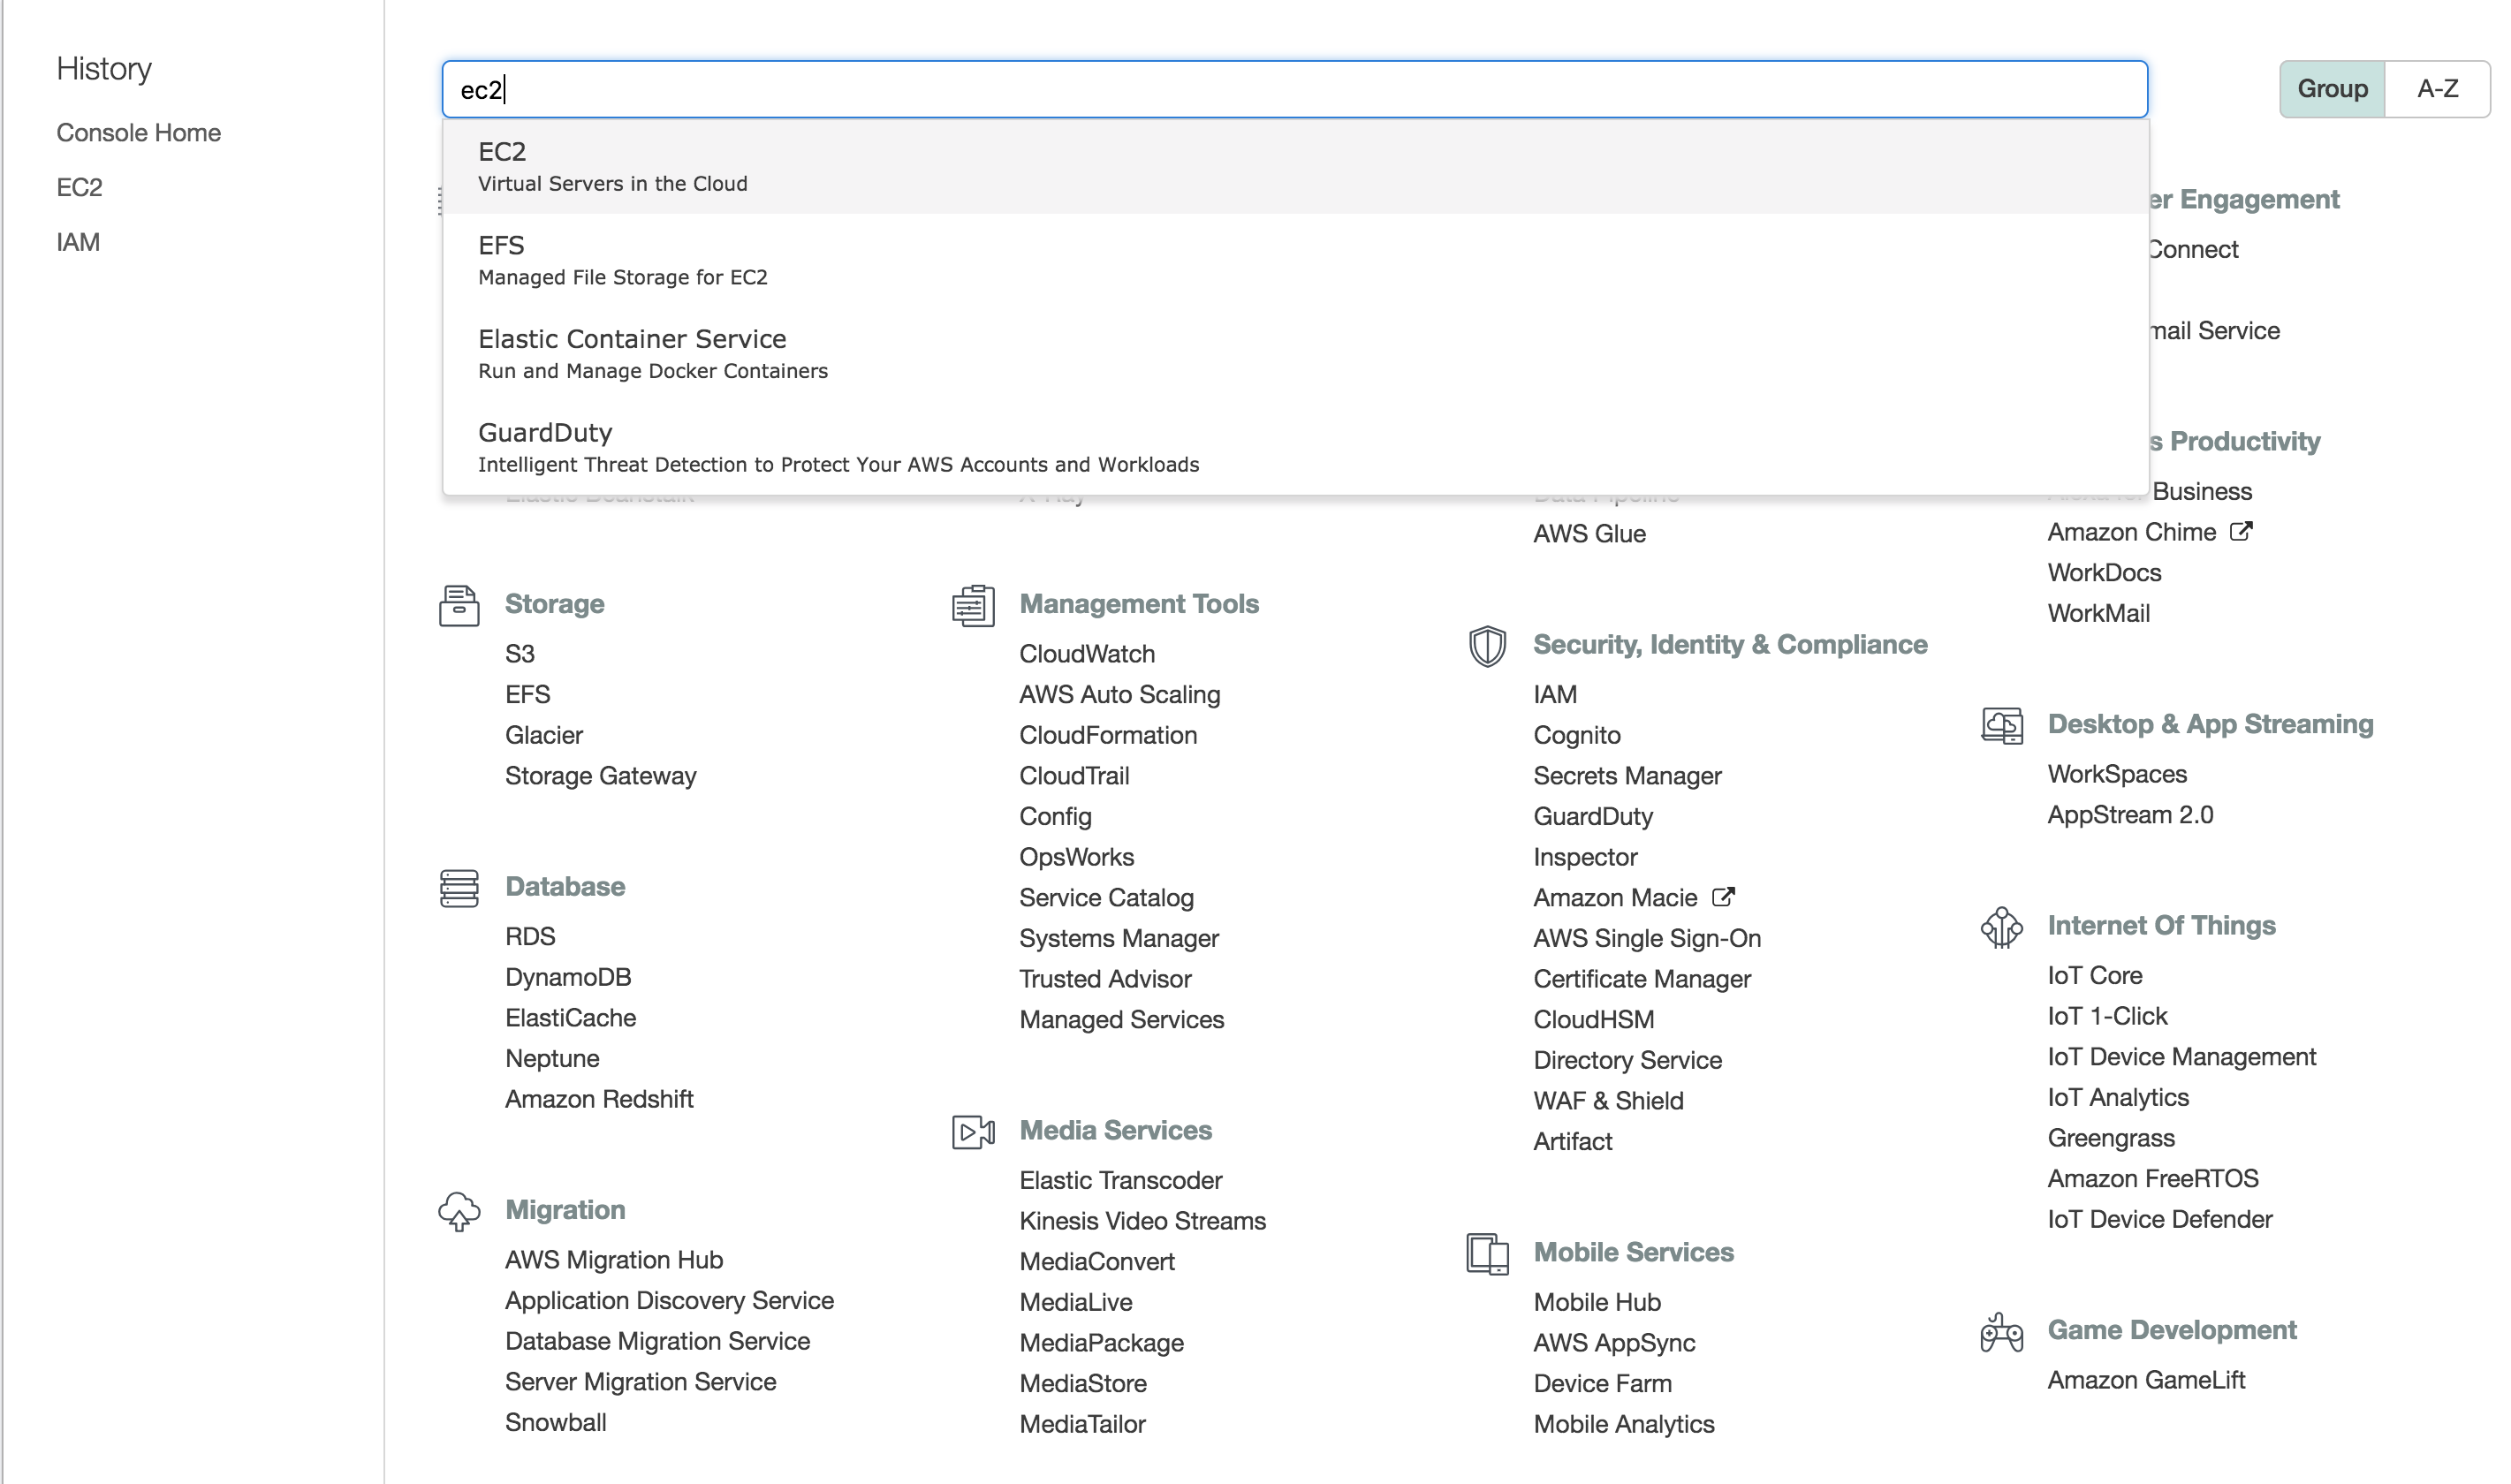 History
Console Home
EC2
IAM
ec2
Group
A-Z
EC2
Virtual Servers in the Cloud
EFS
Managed File Storage for EC2
Elastic Container Service
Run and Manage Docker Containers
GuardDuty
Intelligent Threat Detection to Protect Your AWS Accounts and Workloads
Storage
S3
EFS
Glacier
Storage Gateway
Database
RDS
DynamoDB
ElastiCache
Neptune
Amazon Redshift
Migration
AWS Migration Hub
Application Discovery Service
Database Migration Service
Server Migration Service
Snowball
Management Tools
CloudWatch
AWS Auto Scaling
CloudFormation
CloudTrail
Config
OpsWorks
Service Catalog
Systems Manager
Trusted Advisor
Managed Services
Media Services
Elastic Transcoder
Kinesis Video Streams
MediaConvert
MediaLive
MediaPackage
MediaStore
MediaTailor
AWS Glue
Security, Identity & Compliance
IAM
Cognito
Secrets Manager
GuardDuty
Inspector
Amazon Macie
AWS Single Sign-On
Certificate Manager
CloudHSM
Directory Service
WAF & Shield
Artifact
Mobile Services
Mobile Hub
AWS AppSync
Device Farm
Mobile Analytics
Engagement
Connect
Service
Productivity
Business
Amazon Chime
WorkDocs
WorkMail
Desktop & App Streaming
WorkSpaces
AppStream 2.0
Internet Of Things
IoT Core
IoT 1-Click
IoT Device Management
IoT Analytics
Greengrass
Amazon FreeRTOS
IoT Device Defender
Game Development
Amazon GameLift